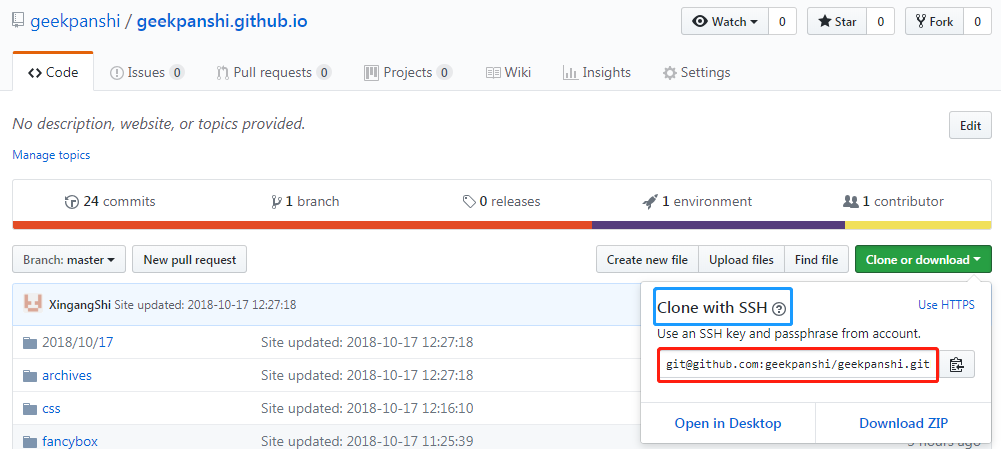 geekpanshi / geekpanshi.github.io
Watch 0
Star 0
Fork 0
Code
Issues 0
Pull requests 0
Projects 0
Wiki
Insights
Settings
No description, website, or topics provided.
Edit
Manage topics
24 commits
1 branch
0 releases
1 environment
1 contributor
Branch: master
New pull request
Create new file
Upload files
Find file
Clone or download
XingangShi Site updated: 2018-10-17 12:27:18
2018/10/17 Site updated: 2018-10-17 12:27:18
archives Site updated: 2018-10-17 12:27:18
css Site updated: 2018-10-17 12:16:10
fancybox Site updated: 2018-10-17 11:25:39
Clone with SSH ?
Use HTTPS
Use an SSH key and passphrase from account.
git@github.com:geekpanshi/geekpanshi.git
Open in Desktop
Download ZIP
hours ago